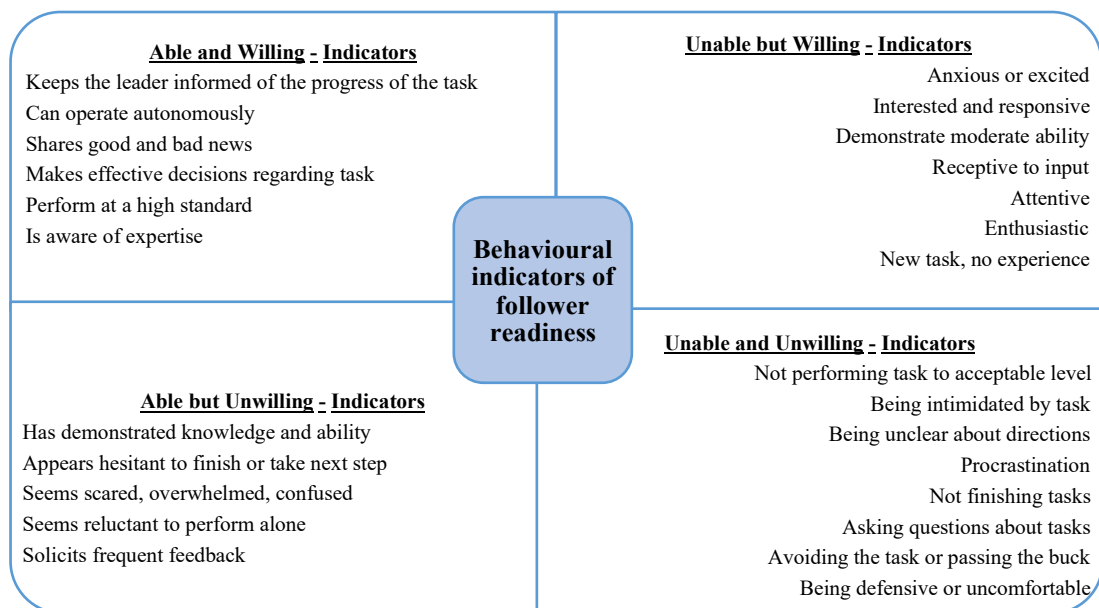 Able and Willing - Indicators
Keeps the leader informed of the progress of the task
Can operate autonomously
Shares good and bad news
Makes effective decisions regarding task
Perform at a high standard
Is aware of expertise
Unable but Willing - Indicators
Anxious or excited
Interested and responsive
Demonstrate moderate ability
Receptive to input
Attentive
Enthusiastic
New task, no experience
Behavioural
indicators of
follower
readiness
Able but Unwilling - Indicators
Has demonstrated knowledge and ability
Appears hesitant to finish or take next step
Seems scared, overwhelmed, confused
Seems reluctant to perform alone
Solicits frequent feedback
Unable and Unwilling - Indicators
Not performing task to acceptable level
Being intimidated by task
Being unclear about directions
Procrastination
Not finishing tasks
Asking questions about tasks
Avoiding the task or passing the buck
Being defensive or uncomfortable